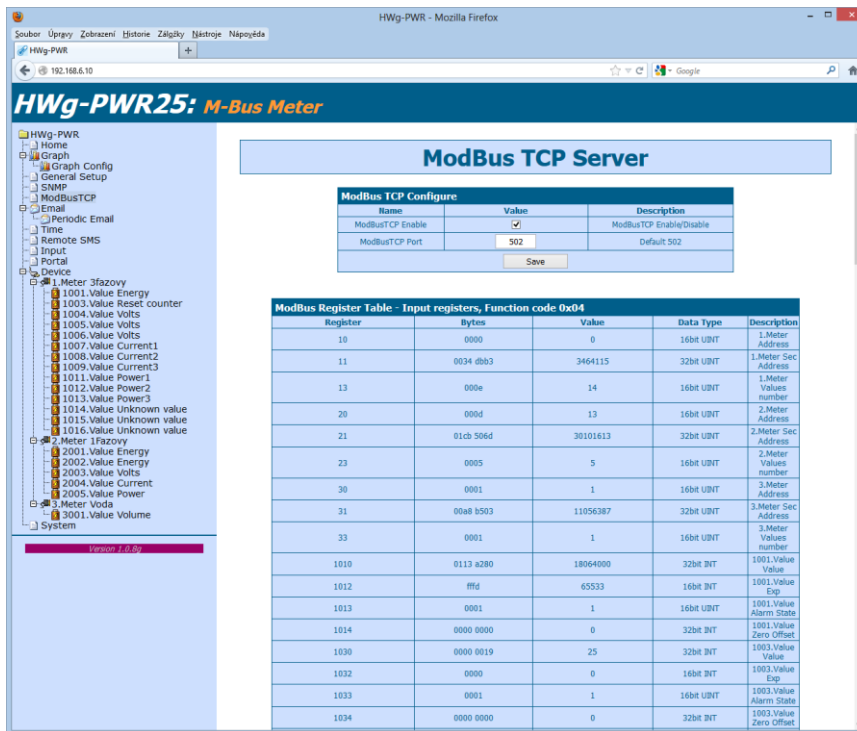 HWg-PWR - Mozilla Firefox
Soubor Úpravy Zobrazení Historie Záložky Nástroje Nápověda
HWg-PWR
192.168.6.10
Google
HWg-PWR25: M-Bus Meter
HWg-PWR
Home
Graph
Graph Config
General Setup
SNMP
ModBusTCP
Email
Periodic Email
Time
Remote SMS
Input
Portal
Device
1.Meter 3fazovy
1001.Value Energy
1003.Value Reset counter
1004.Value Volts
1005.Value Volts
1006.Value Volts
1007.Value Current1
1008.Value Current2
1009.Value Current3
1011.Value Power1
1012.Value Power2
1013.Value Power3
1014.Value Unknown value
1015.Value Unknown value
1016.Value Unknown value
2.Meter 1Fazovy
2001.Value Energy
2002.Value Energy
2003.Value Volts
2004.Value Current
2005.Value Power
3.Meter Voda
3001.Value Volume
System
Version 1.0.8g
ModBus TCP Server
ModBus TCP Configure
Name Value Description
ModBusTCP Enable ModBusTCP Enable/Disable
ModBusTCP Port 502 Default 502
Save
ModBus Register Table - Input registers, Function code 0x04
Register Bytes Value Data Type Description
10 0000 0 16bit UINT 1.Meter
Address
11 0034 dbb3 3464115 32bit UINT 1.Meter Sec
Address
13 000e 14 16bit UINT 1.Meter
Values
number
20 000d 13 16bit UINT 2.Meter
Address
21 01cb 506d 30101613 32bit UINT 2.Meter Sec
Address
23 0005 5 16bit UINT 2.Meter
Values
number
30 0001 1 16bit UINT 3.Meter
Address
31 00a8 b503 11056387 32bit UINT 3.Meter Sec
Address
33 0001 1 16bit UINT 3.Meter
Values
number
1010 0113 a280 18064000 32bit INT 1001.Value
Value
1012 fffd 65533 16bit INT 1001.Value
Exp
1013 0001 1 16bit UINT 1001.Value
Alarm State
1014 0000 0000 0 32bit INT 1001.Value
Zero Offset
1030 0000 0019 25 32bit INT 1003.Value
Value
1032 0000 0 16bit INT 1003.Value
Exp
1033 0001 1 16bit UINT 1003.Value
Alarm State
1034 0000 0000 0 32bit INT 1003.Value
Zero Offset